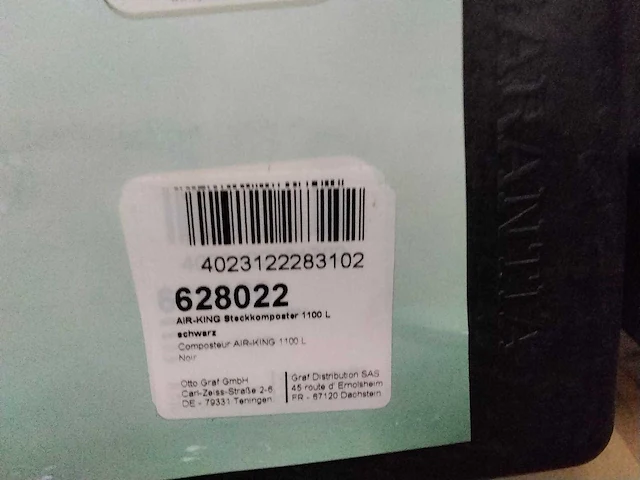 4023122283102
628022
AIR-KING Steckkomposter 1100 L
schwarz
Composteur AIR-KING 1100 L
Noir
Otto Graf GmbH
Carl-Zeiss-Straße 2-6
DE - 79331 Teningen
Graf Distribution SAS
45 route d' Ernolsheim
FR - 67120 Dachstein
ARANTIA